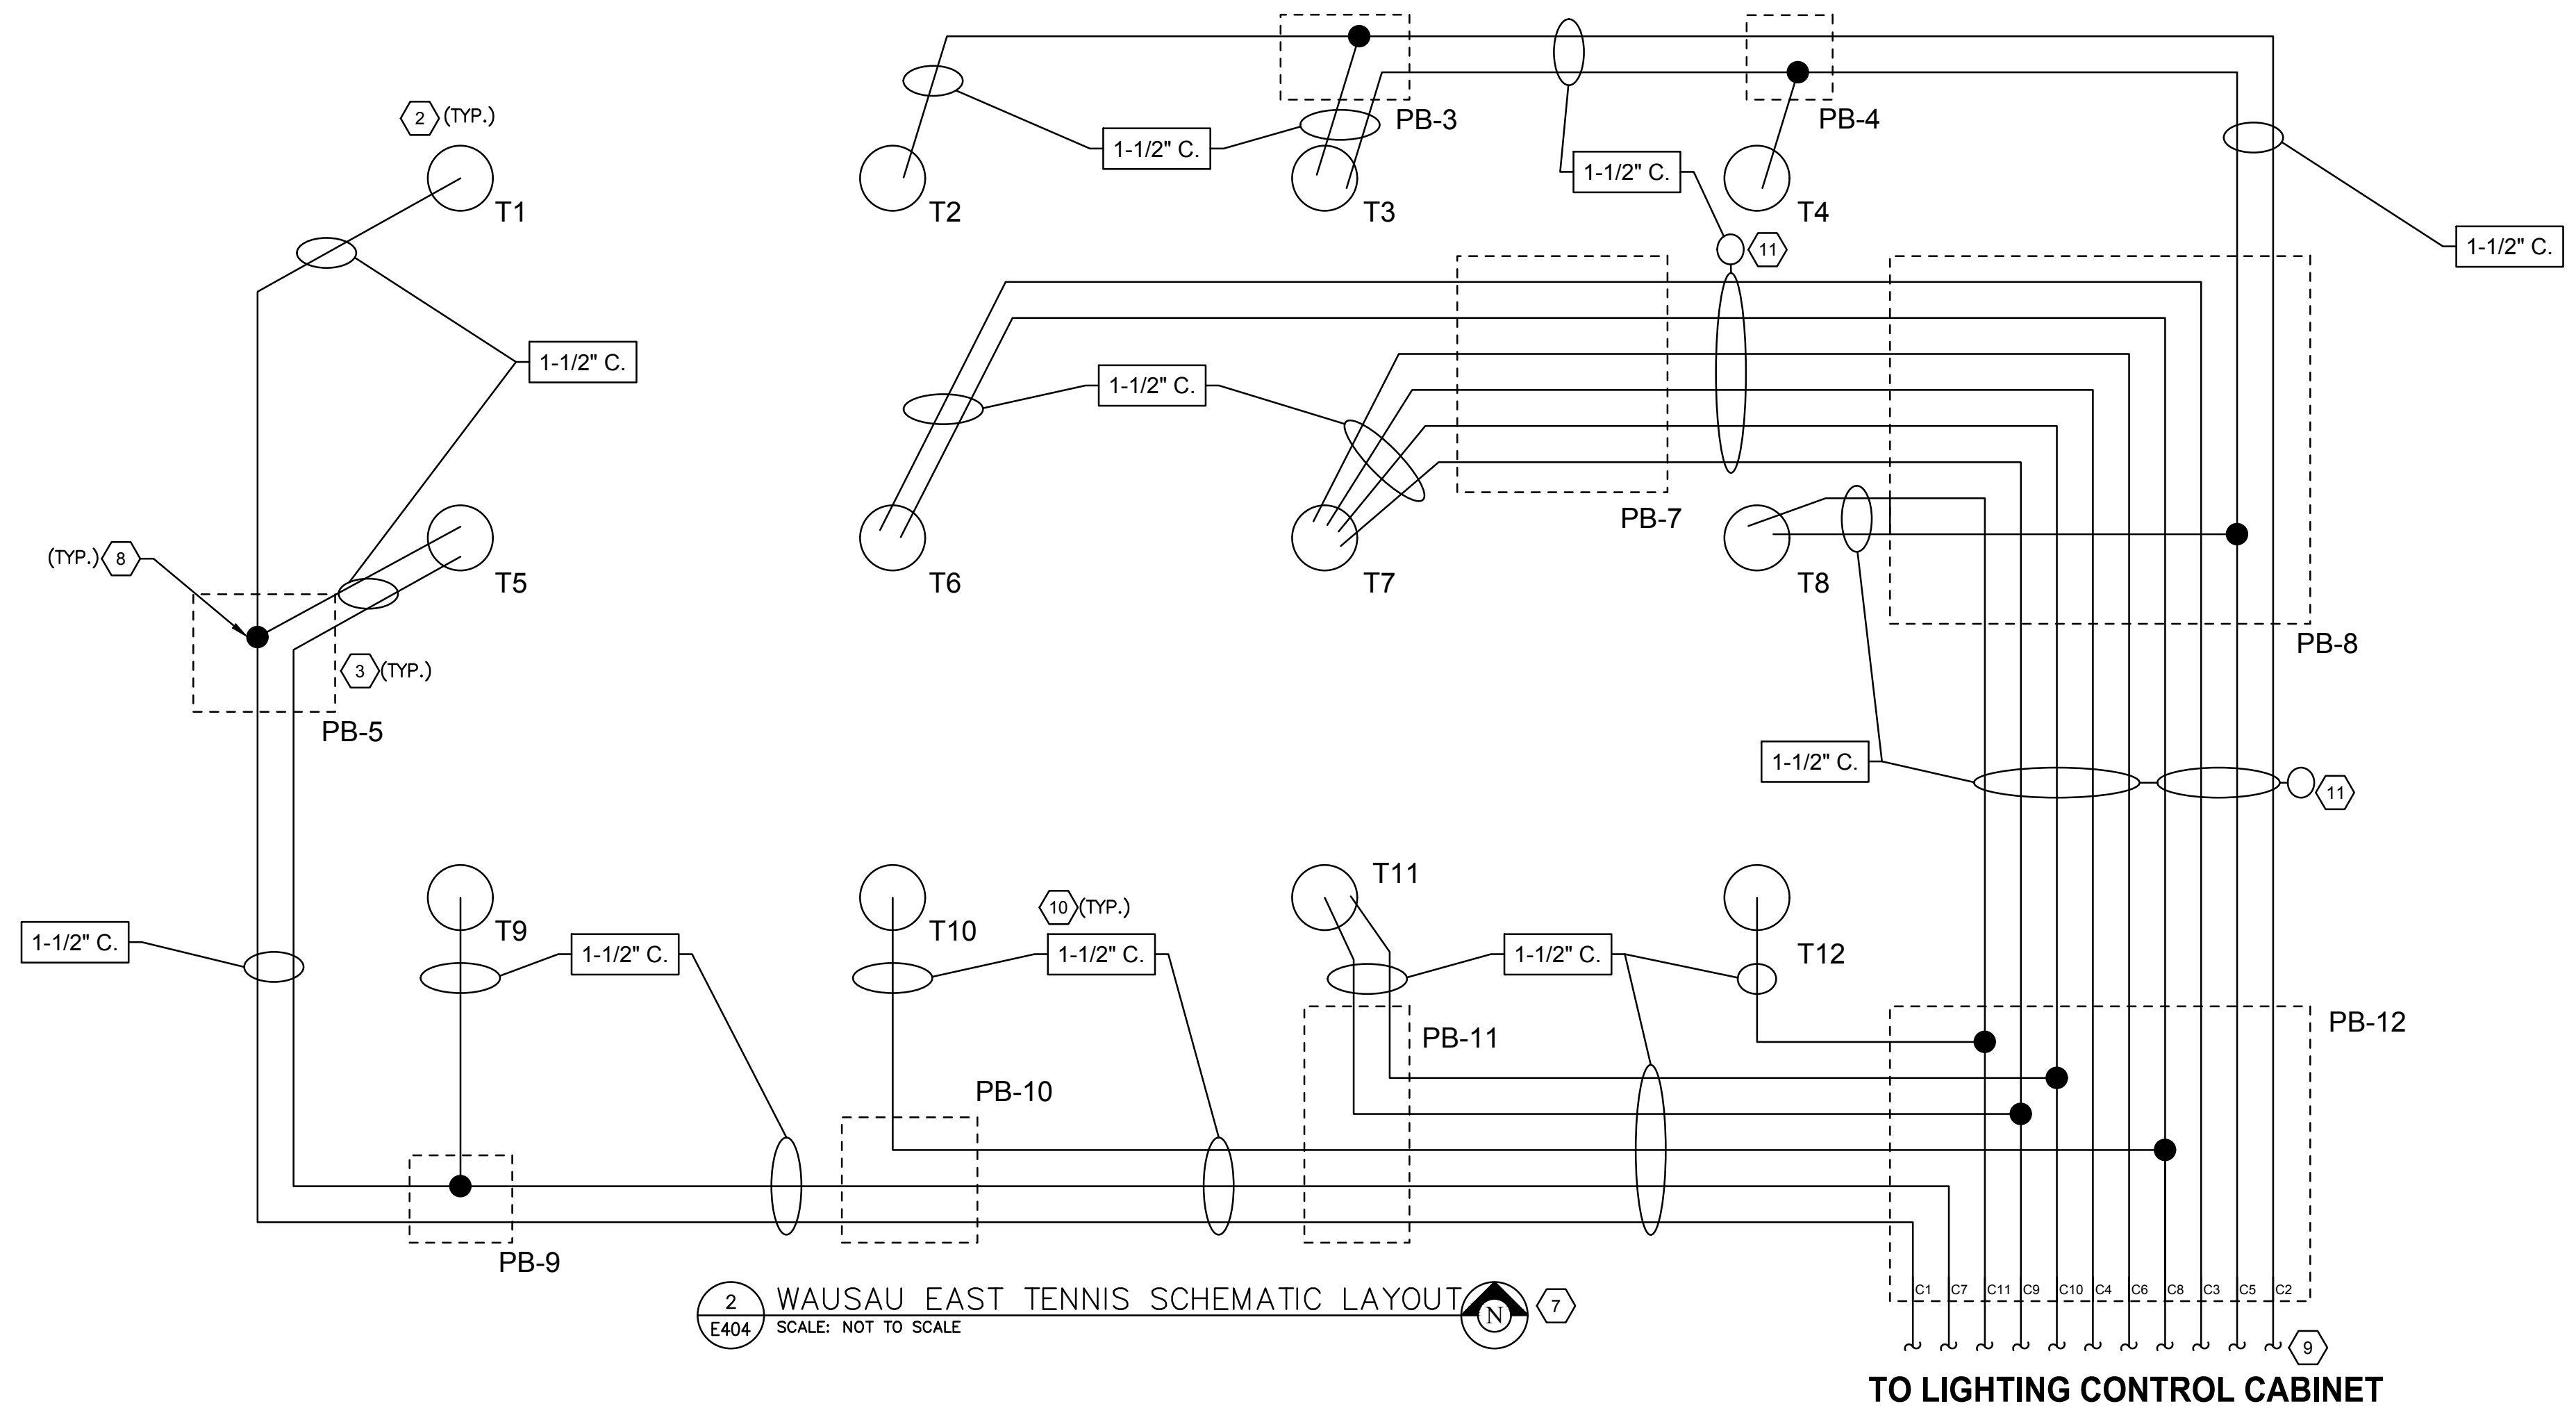 PB-3
PB-4
2 (TYP.)
1-1/2" C.
1-1/2" C.
T1
T2
T3
T4
11
1-1/2" C.
1-1/2" C.
1-1/2" C.
PB-7
(TYP.) 8
T5
T6
T7
T8
PB-8
3 (TYP.)
PB-5
1-1/2" C.
11
T11
10 (TYP.)
T9
T10
1-1/2" C.
1-1/2" C.
1-1/2" C.
1-1/2" C.
T12
PB-12
PB-11
PB-10
PB-9
C1 C7 C11 C9 C10 C4 C6 C8 C3 C5 C2
2 WAUSAU EAST TENNIS SCHEMATIC LAYOUT N 7
E404 SCALE: NOT TO SCALE
9
TO LIGHTING CONTROL CABINET